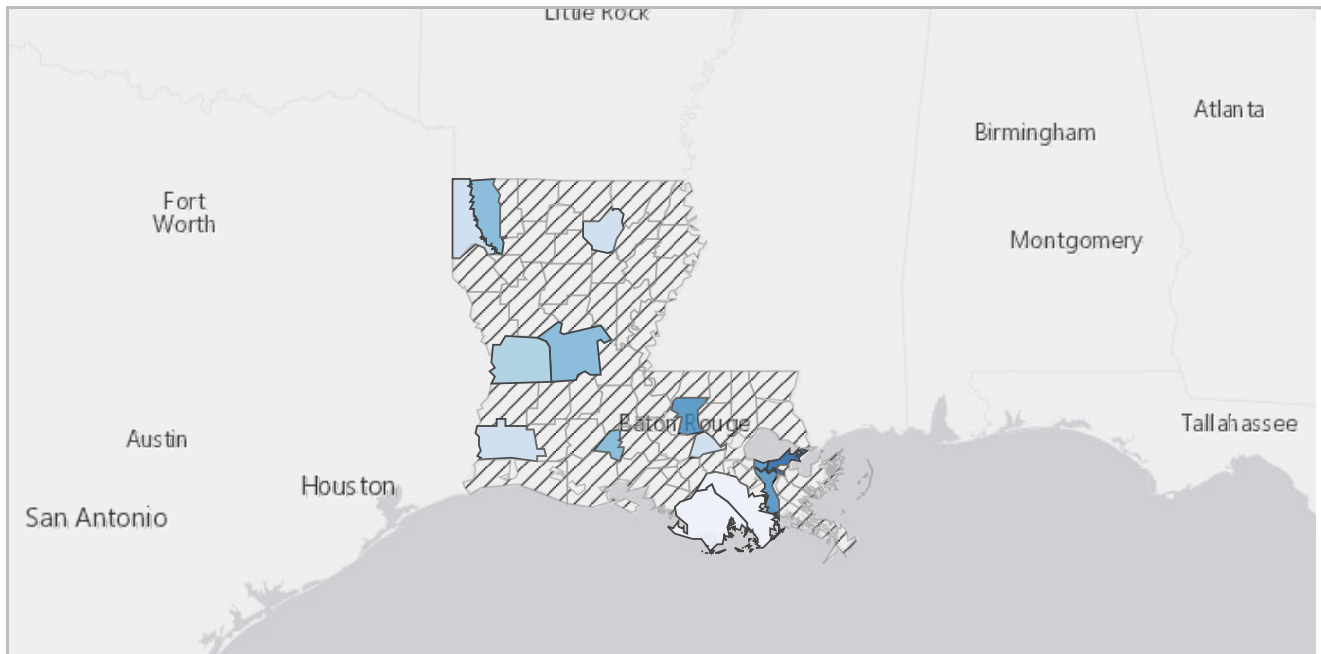 Little Rock
Atlanta
Birmingham
Fort
Worth
Montgomery
Baton Rouge
Tallahassee
Austin
Houston
San Antonio